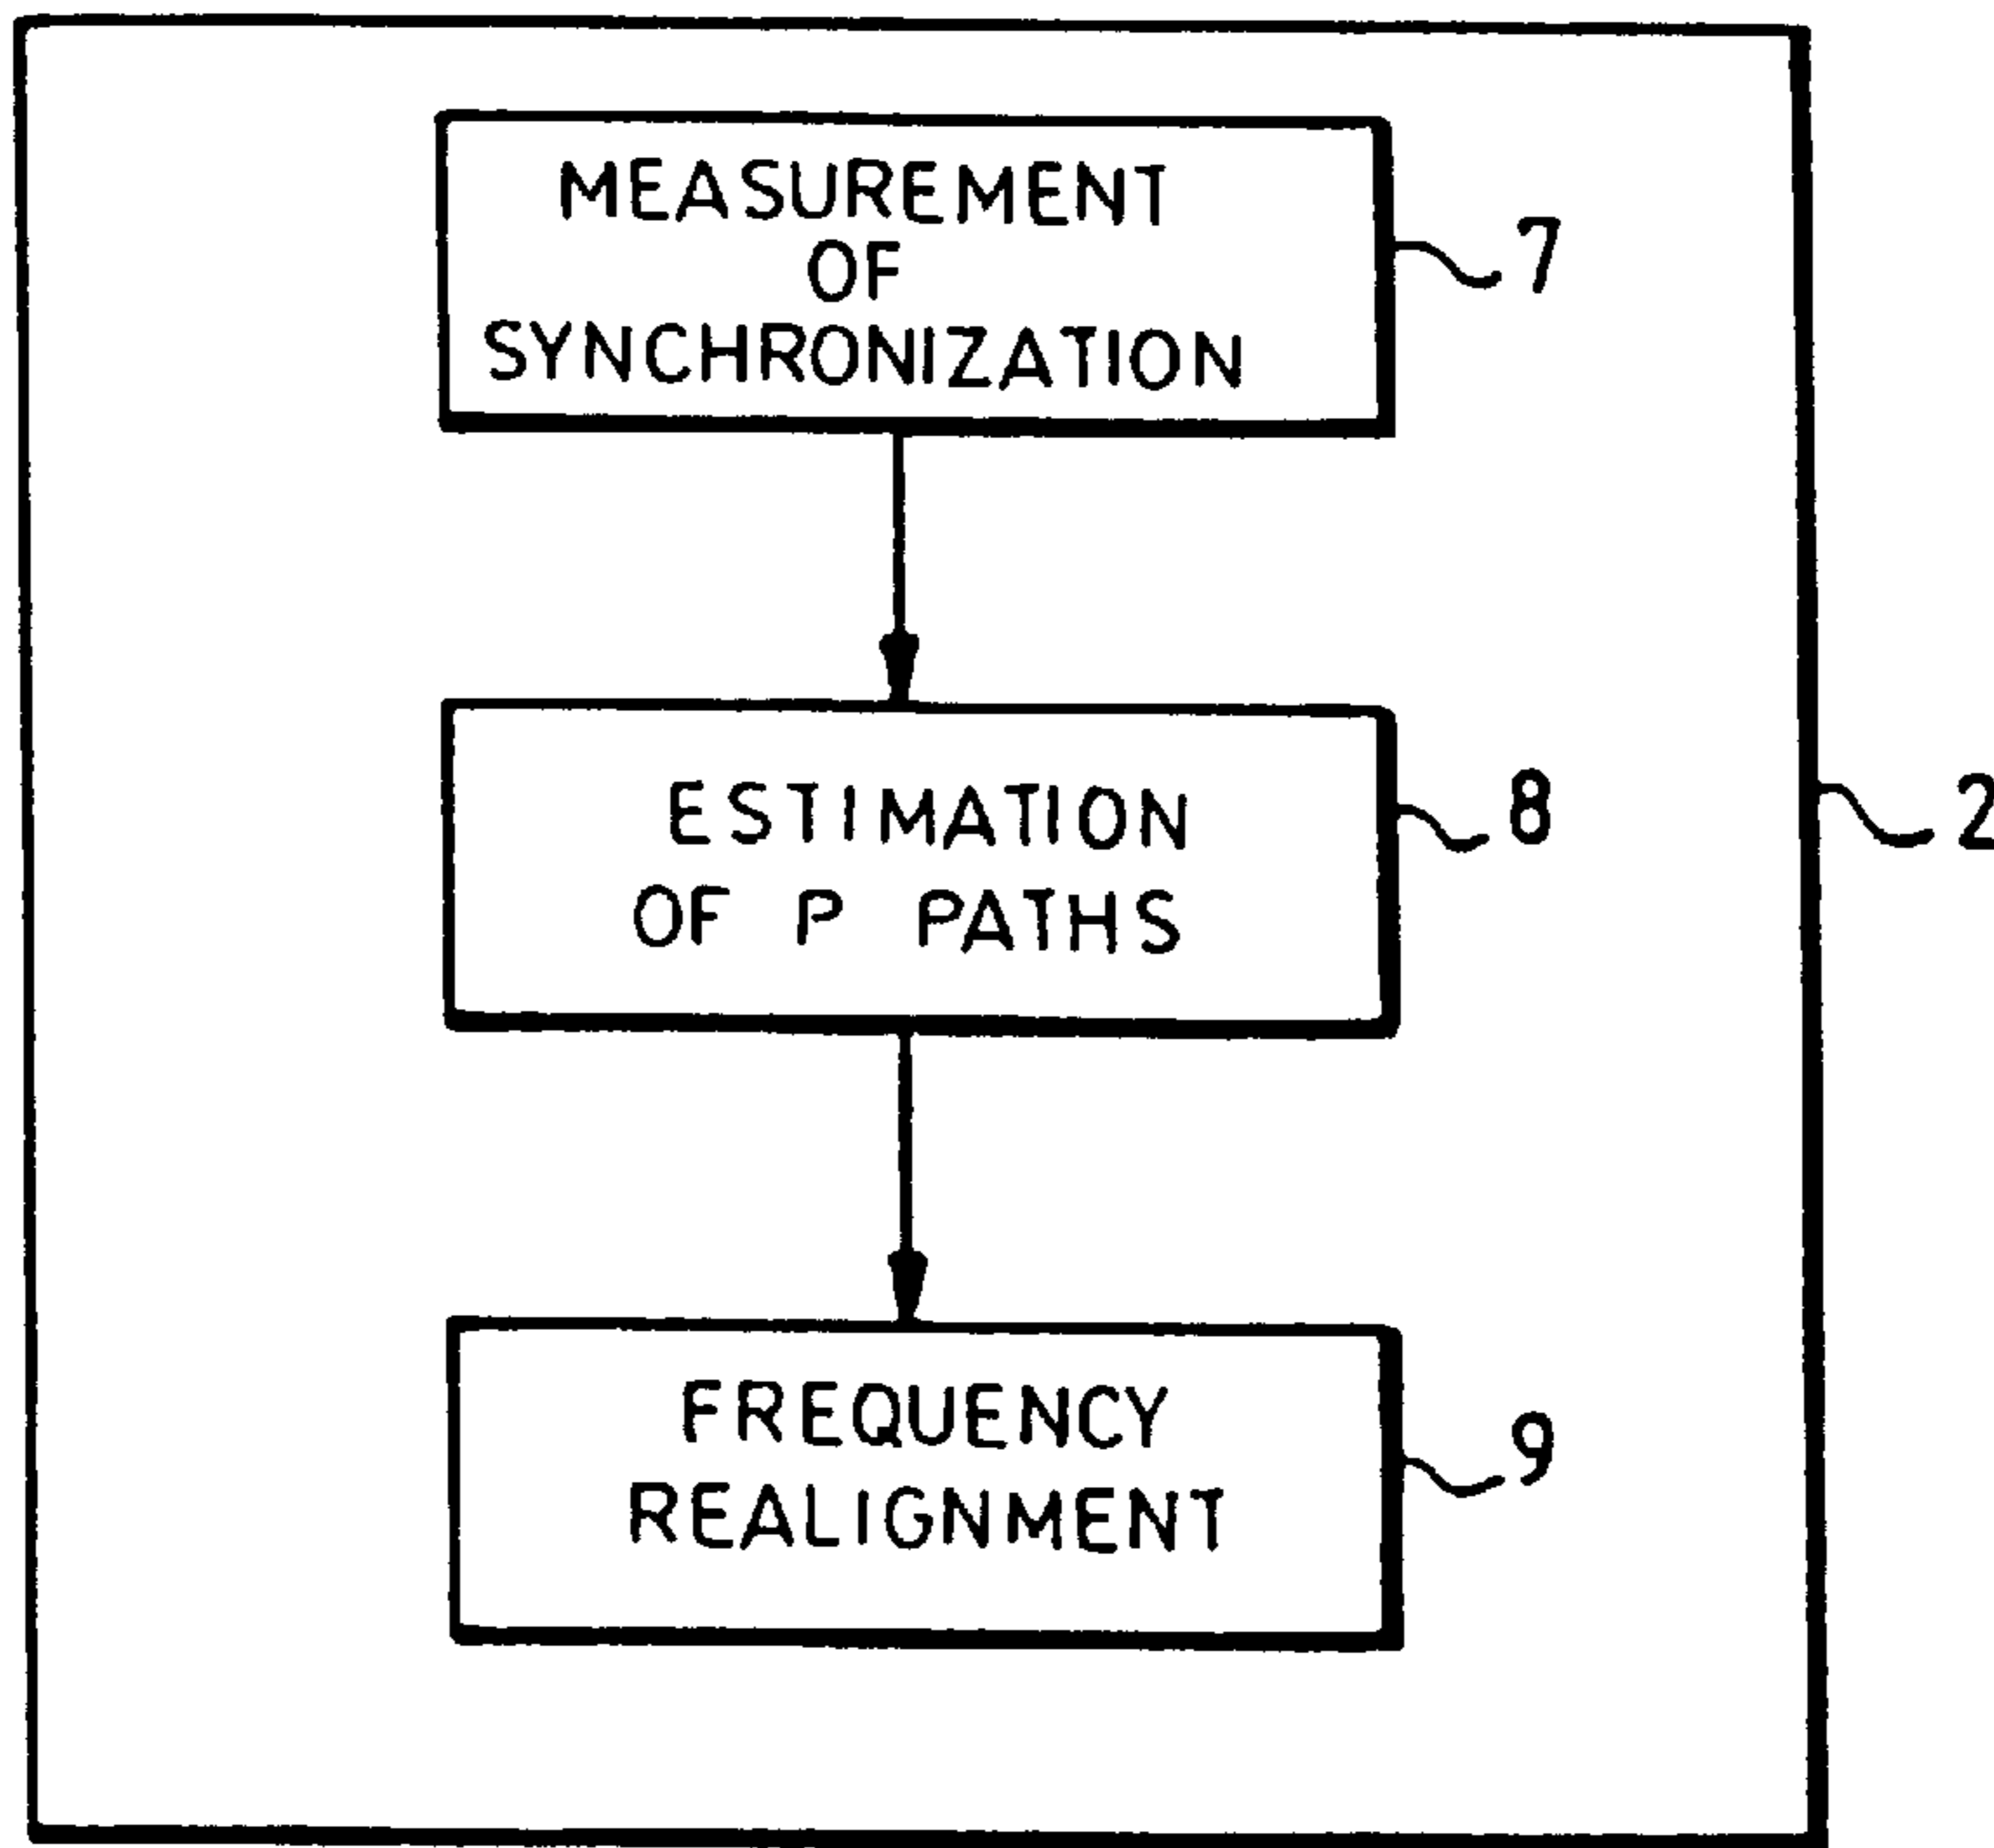 MEASUREMENT
OF
SYNCHRONIZATION
7
ESTIMATION
OF P PATHS
8
2
FREQUENCY
REALIGNMENT
9